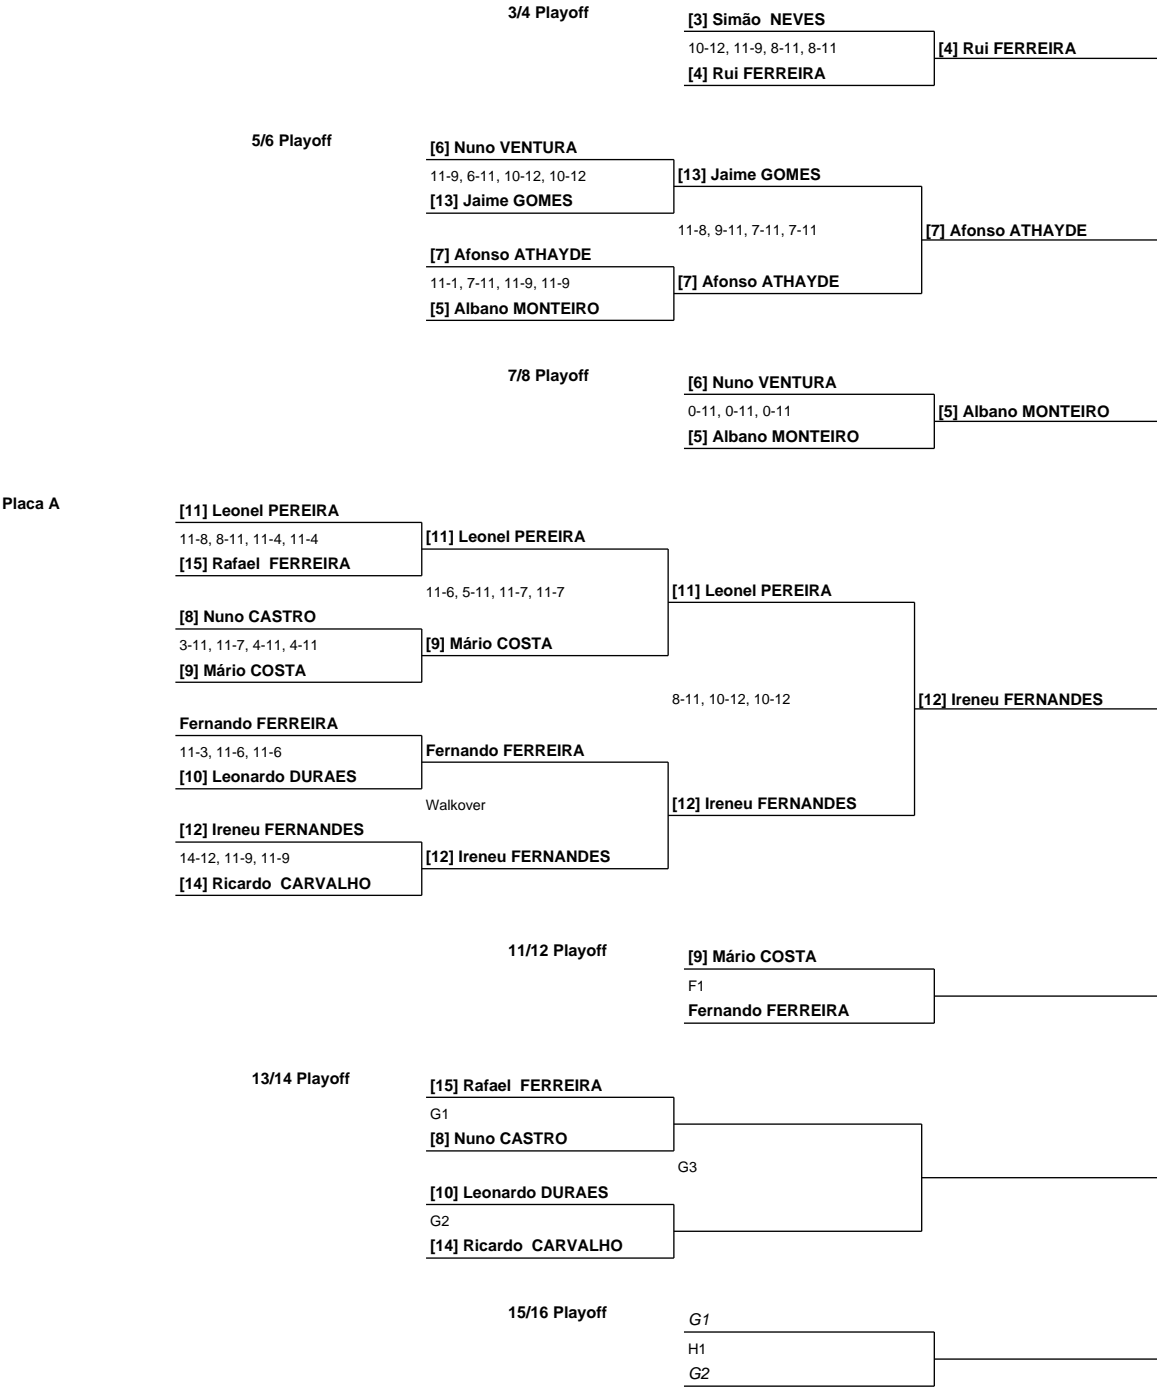 3/4 Playoff
[3] Simão  NEVES
10-12, 11-9, 8-11, 8-11
[4] Rui FERREIRA
[4] Rui FERREIRA
5/6 Playoff
[6] Nuno VENTURA
11-9, 6-11, 10-12, 10-12
[13] Jaime GOMES
[13] Jaime GOMES
11-8, 9-11, 7-11, 7-11
[7] Afonso ATHAYDE
[7] Afonso ATHAYDE
11-1, 7-11, 11-9, 11-9
[7] Afonso ATHAYDE
[5] Albano MONTEIRO
7/8 Playoff
[6] Nuno VENTURA
0-11, 0-11, 0-11
[5] Albano MONTEIRO
[5] Albano MONTEIRO
Placa A
[11] Leonel PEREIRA
11-8, 8-11, 11-4, 11-4
[11] Leonel PEREIRA
[15] Rafael  FERREIRA
11-6, 5-11, 11-7, 11-7
[11] Leonel PEREIRA
[8] Nuno CASTRO
3-11, 11-7, 4-11, 4-11
[9] Mário COSTA
[9] Mário COSTA
8-11, 10-12, 10-12
[12] Ireneu FERNANDES
Fernando FERREIRA
11-3, 11-6, 11-6
Fernando FERREIRA
[10] Leonardo DURAES
Walkover
[12] Ireneu FERNANDES
[12] Ireneu FERNANDES
14-12, 11-9, 11-9
[12] Ireneu FERNANDES
[14] Ricardo  CARVALHO
11/12 Playoff
[9] Mário COSTA
F1
Fernando FERREIRA
13/14 Playoff
[15] Rafael  FERREIRA
G1
[8] Nuno CASTRO
G3
[10] Leonardo DURAES
G2
[14] Ricardo  CARVALHO
15/16 Playoff
G1
H1
G2